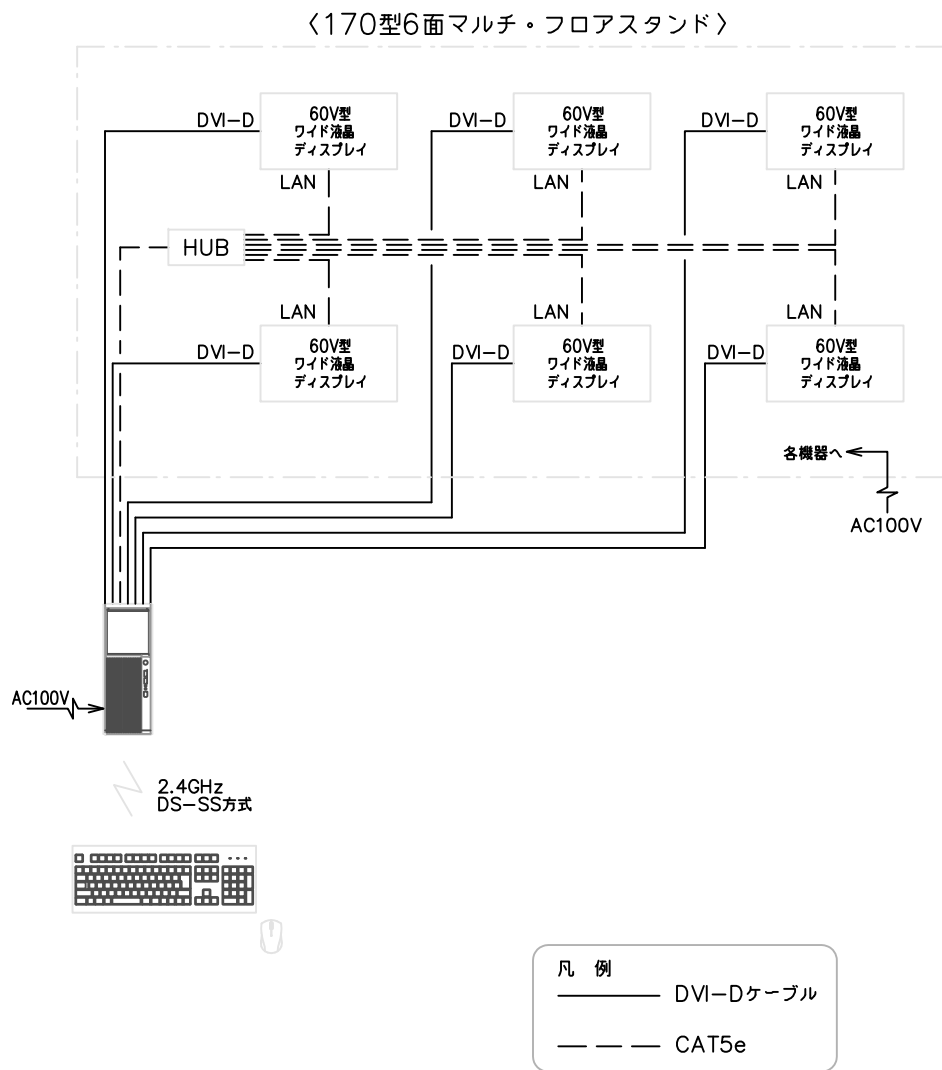 〈170型6面マルチ・フロアスタンド〉
DVI-D
60V型
ワイド液晶
ディスプレイ
DVI-D
60V型
ワイド液晶
ディスプレイ
DVI-D
60V型
ワイド液晶
ディスプレイ
LAN
LAN
LAN
HUB
LAN
LAN
LAN
DVI-D
60V型
ワイド液晶
ディスプレイ
DVI-D
60V型
ワイド液晶
ディスプレイ
DVI-D
60V型
ワイド液晶
ディスプレイ
各機器へ
AC100V
AC100V
2.4GHz
DS-SS方式
凡 例
DVI-Dケーブル
CAT5e